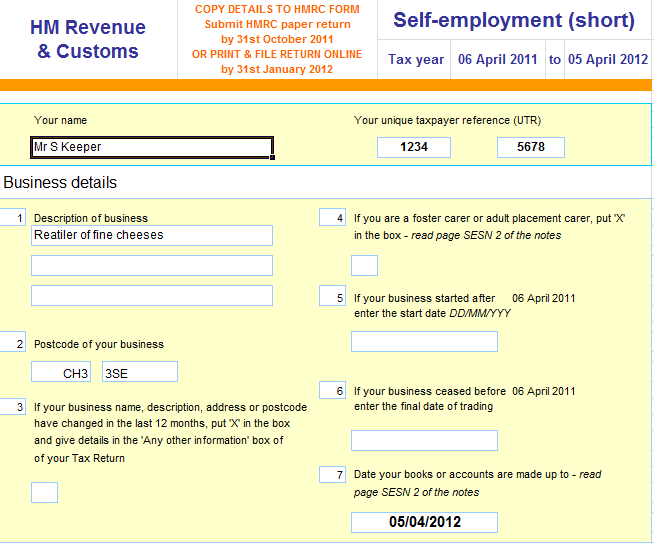 HM Revenue
& Customs
COPY DETAILS TO HMRC FORM
Submit HMRC paper return
by 31st October 2011
OR PRINT & FILE RETURN ONLINE
by 31st January 2012
Self-employment (short)
Tax year 06 April 2011 to 05 April 2012
Your name
Mr S Keeper
Your unique taxpayer reference (UTR)
1234 5678
Business details
1 Description of business
Reatiler of fine cheeses
2 Postcode of your business
CH3 3SE
3 If your business name, description, address or postcode
have changed in the last 12 months, put 'X' in the box
and give details in the 'Any other information' box of
of your Tax Return
4 If you are a foster carer or adult placement carer, put 'X'
in the box - read page SESN 2 of the notes
5 If your business started after 06 April 2011
enter the start date DD/MM/YYY
6 If your business ceased before 06 April 2011
enter the final date of trading
7 Date your books or accounts are made up to - read
page SESN 2 of the notes
05/04/2012